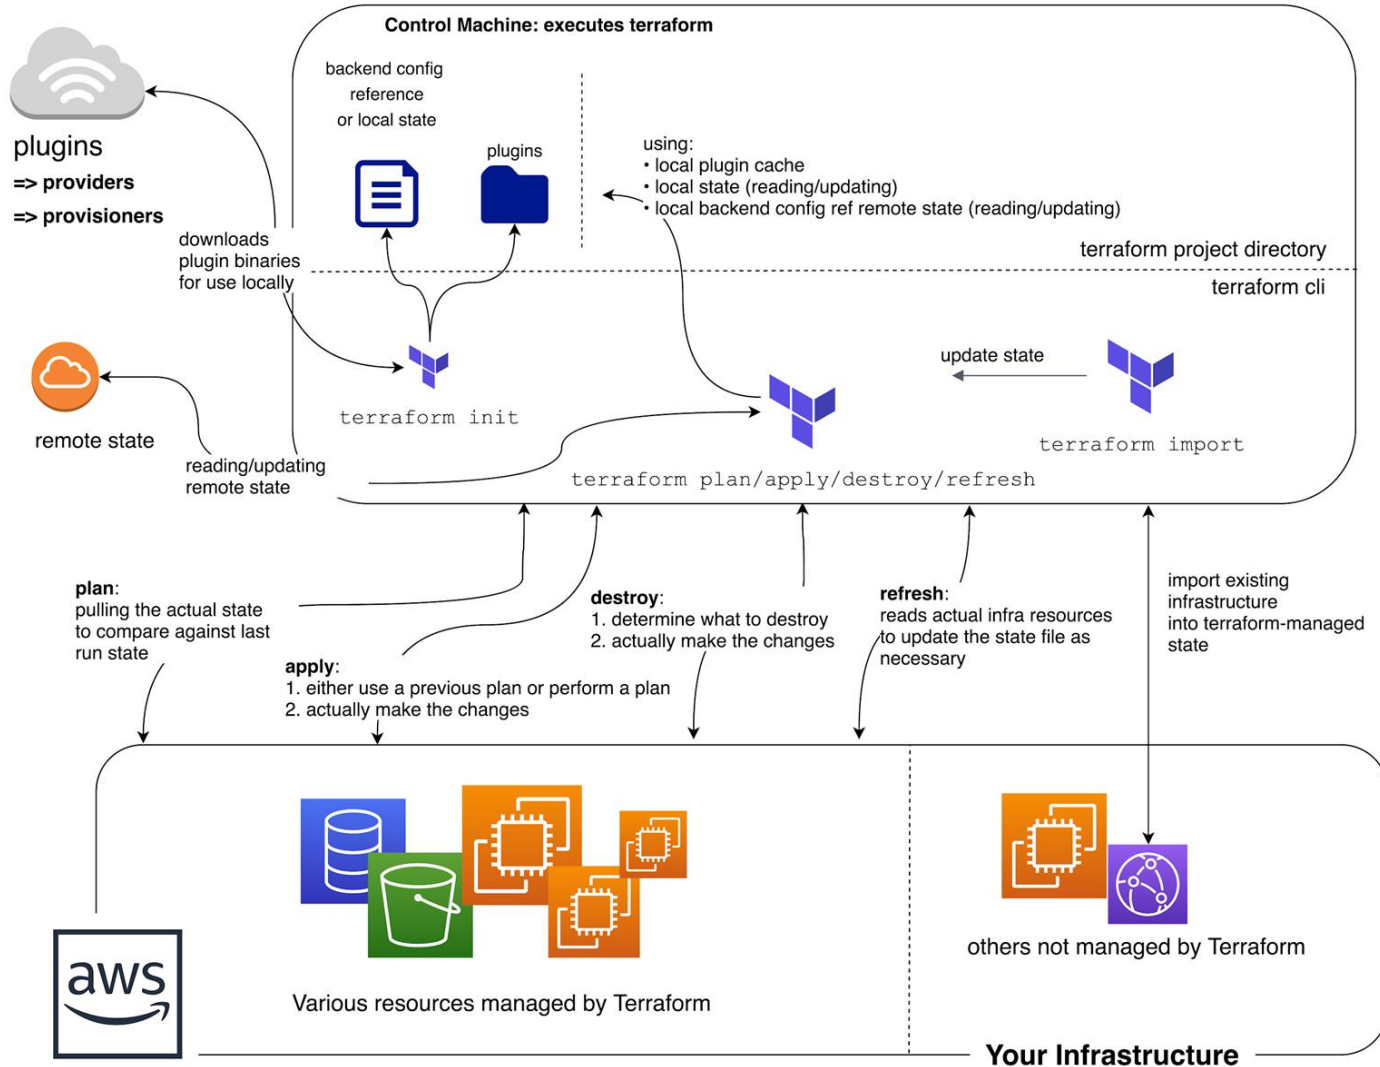 Control Machine: executes terraform
backend config
reference
or local state
plugins
using:
• local plugin cache
• local state (reading/updating)
• local backend config ref remote state (reading/updating)
plugins
=> providers
=> provisioners
downloads
plugin binaries
for use locally
terraform project directory
terraform cli
update state
terraform init
terraform import
remote state
reading/updating
remote state
terraform plan/apply/destroy/refresh
plan:
pulling the actual state
to compare against last
run state
apply:
1. either use a previous plan or perform a plan
2. actually make the changes
destroy:
1. determine what to destroy
2. actually make the changes
refresh:
reads actual infra resources
to update the state file as
necessary
import existing
infrastructure
into terraform-managed
state
aws
Various resources managed by Terraform
others not managed by Terraform
Your Infrastructure